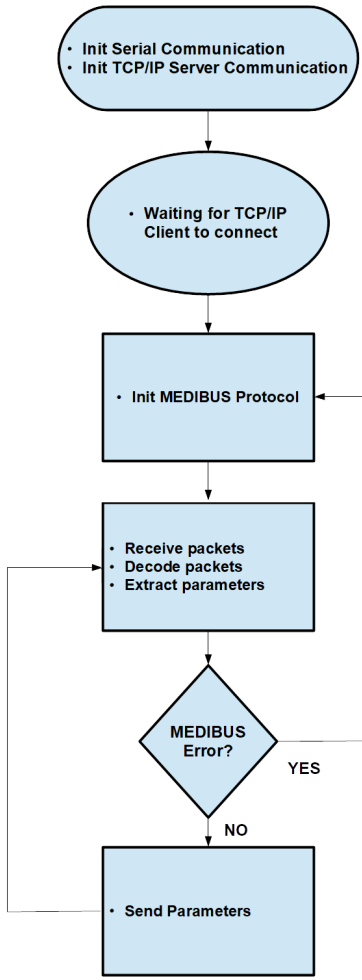 • Init Serial Communication
• Init TCP/IP Server Communication
• Waiting for TCP/IP
Client to connect
• Init MEDIBUS Protocol
• Receive packets
• Decode packets
• Extract parameters
MEDIBUS
Error?
YES
NO
• Send Parameters